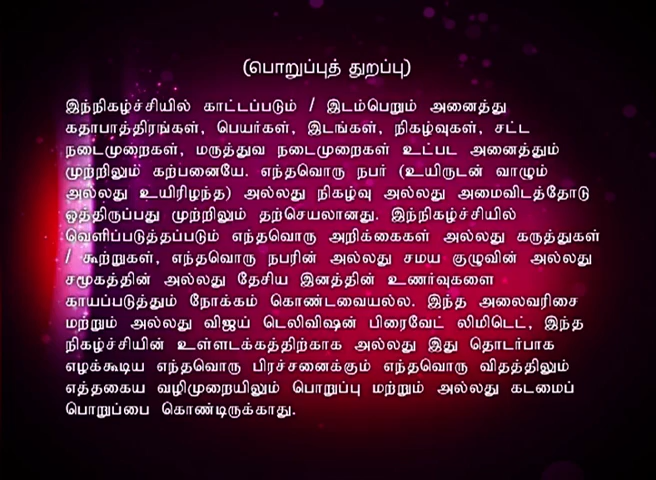 (பொறுப்புத் துறப்பு)
இந்நிகழ்ச்சியில் காட்டப்படும் / இடம்பெறும் அனைத்து
கதாபாத்திரங்கள், பெயர்கள், இடங்கள், நிகழ்வுகள், சட்ட
நடைமுறைகள், மருத்துவ நடைமுறைகள் உட்பட அனைத்தும்
முற்றிலும் கற்பனையே. எந்தவொரு நபர் (உயிருடன் வாழும்
அல்லது உயிரிழந்த) அல்லது நிகழ்வு அல்லது அமைவிடத்தோடு
ஒத்திருப்பது முற்றிலும் தற்செயலானது. இந்நிகழ்ச்சியில்
வெளிப்படுத்தப்படும் எந்தவொரு அறிக்கைகள் அல்லது கருத்துகள்
/ கூற்றுகள், எந்தவொரு நபரின் அல்லது சமய குழுவின் அல்லது
சமூகத்தின் அல்லது தேசிய இனத்தின் உணர்வுகளை
காயப்படுத்தும் நோக்கம் கொண்டவையல்ல. இந்த அலைவரிசை
மற்றும் அல்லது விஜய் டெலிவிஷன் பிரைவேட் லிமிடெட், இந்த
நிகழ்ச்சியின் உள்ளடக்கத்திற்காக அல்லது இது தொடர்பாக
எழக்கூடிய எந்தவொரு பிரச்சனைக்கும் எந்தவொரு விதத்திலும்
எத்தகைய வழிமுறையிலும் பொறுப்பு மற்றும் அல்லது கடமைப்
பொறுப்பை கொண்டிருக்காது.